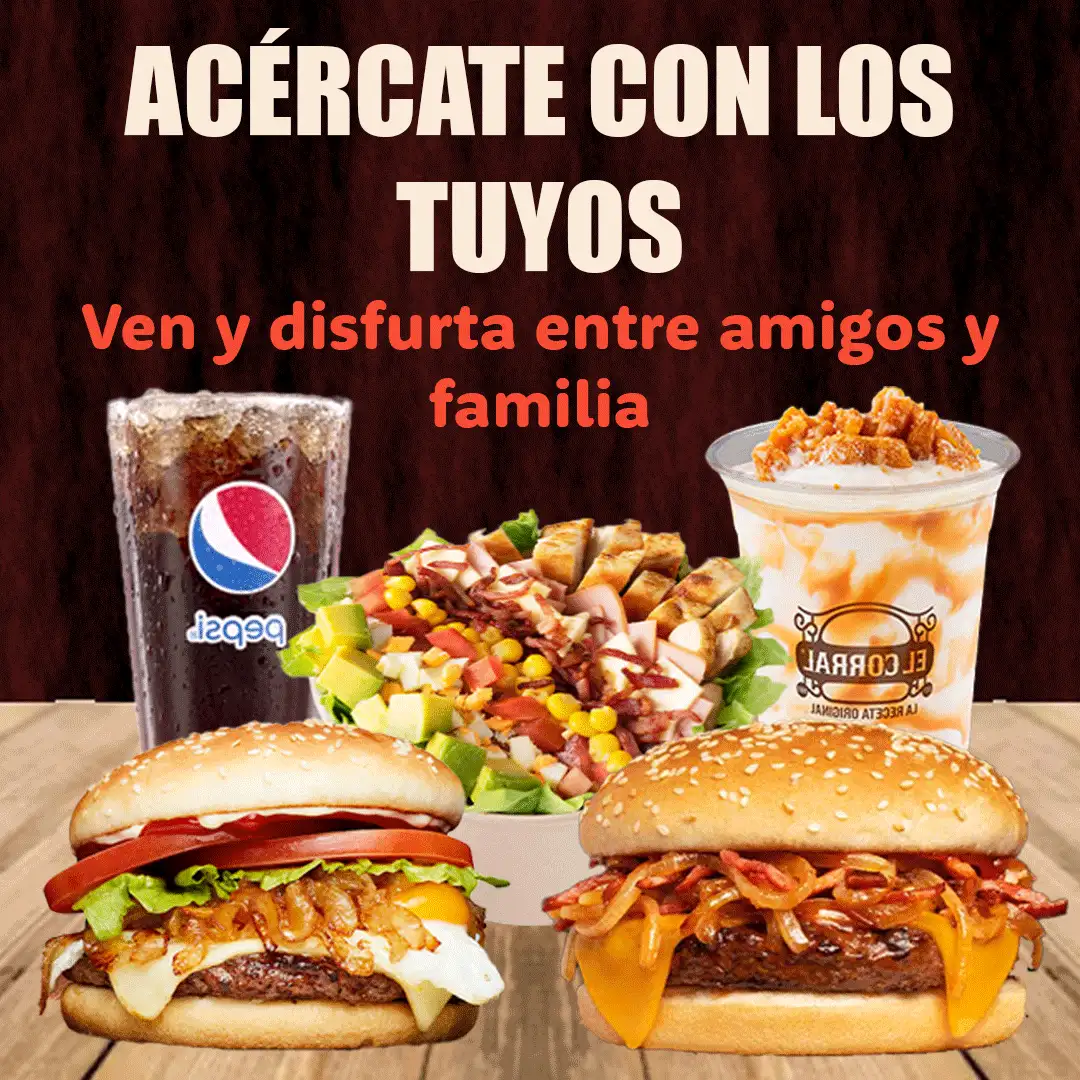 ACÉRCATE CON LOS
TUYOS
Ven y disfurta entre amigos y
familia
pepsi
EL CORRAL
LA RECETA ORIGINAL